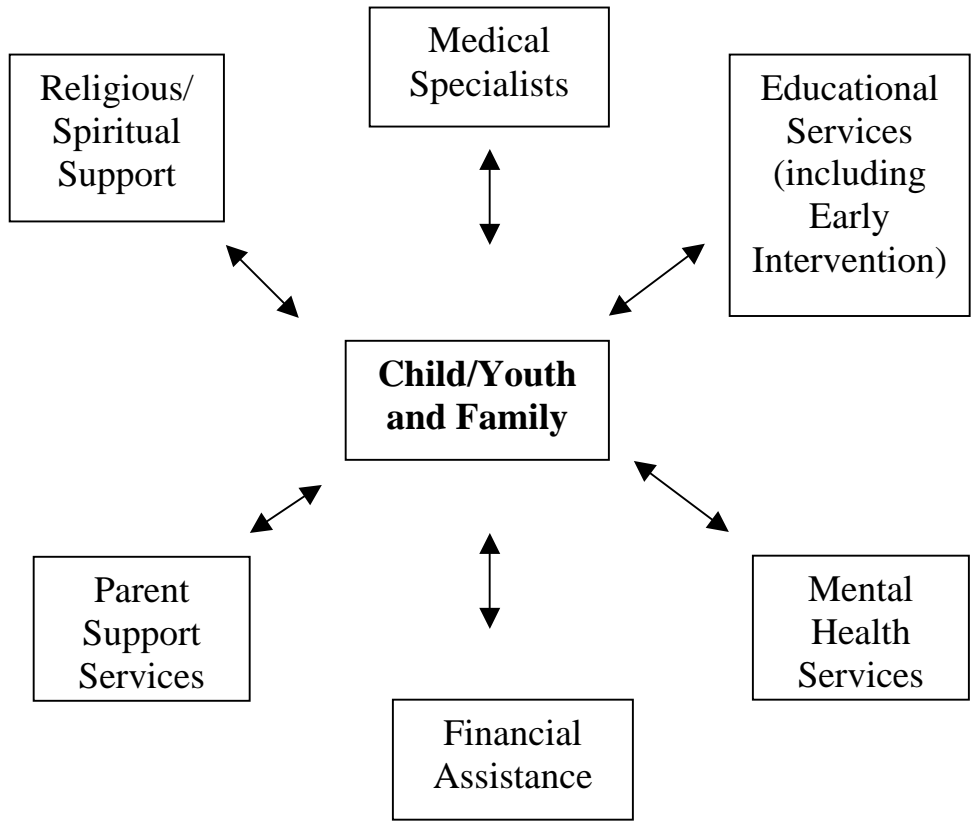 Medical
Specialists
Religious/
Spiritual
Support
Educational
Services
(including
Early
Intervention)
Child/Youth
and Family
Parent
Support
Services
Mental
Health
Services
Financial
Assistance